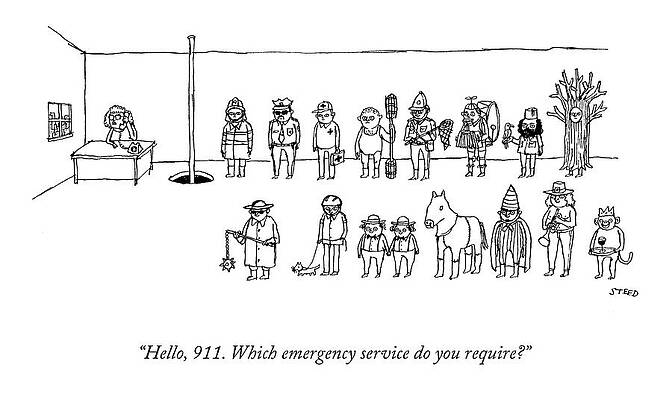 STEED
“Hello, 911. Which emergency service do you require?”